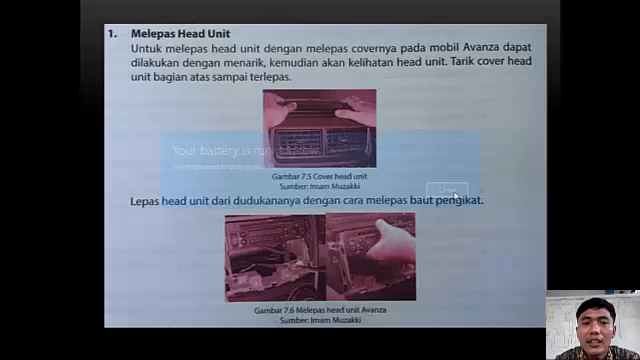 1. Melepas Head Unit
Untuk melepas head unit dengan melepas covernya pada mobil Avanza dapat
dilakukan dengan menarik, kemudian akan kelihatan head unit. Tarik cover head
unit bagian atas sampai terlepas.
Your battery is running low
Gambar 7.5 Cover head unit
Sumber: Imam Muzakki
Close
Lepas head unit dari dudukananya dengan cara melepas baut pengikat.
Gambar 7.6 Melepas head unit Avanza
Sumber: Imam Muzakki